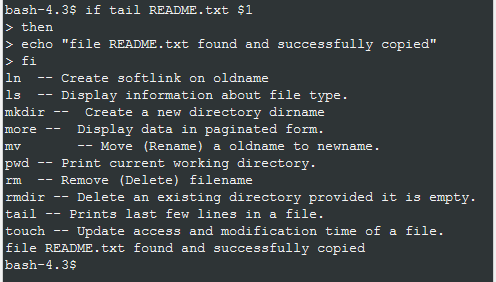 bash-4.3$ if tail README.txt $1
> then
> echo "file README.txt found and successfully copied"
> fi
ln  -- Create softlink on oldname
ls  -- Display information about file type.
mkdir --  Create a new directory dirname
more --  Display data in paginated form.
mv       -- Move (Rename) a oldname to newname.
pwd -- Print current working directory.
rm  -- Remove (Delete) filename
rmdir -- Delete an existing directory provided it is empty.
tail -- Prints last few lines in a file.
touch -- Update access and modification time of a file.
file README.txt found and successfully copied
bash-4.3$